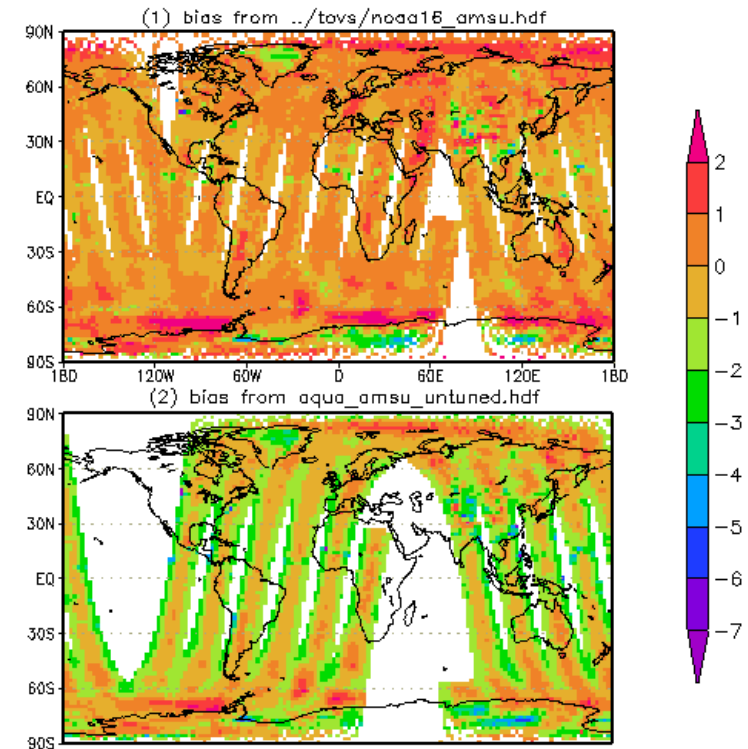 (1) bias from ../tovs/noaa16_amsu.hdf
90N
60N
30N
EQ
30S
60S
90S
180 120W 60W 0 60E 120E 180
(2) bias from aqua_amsu_untuned.hdf
90N
60N
30N
EQ
30S
60S
90S
2
1
0
−1
−2
−3
−4
−5
−6
−7